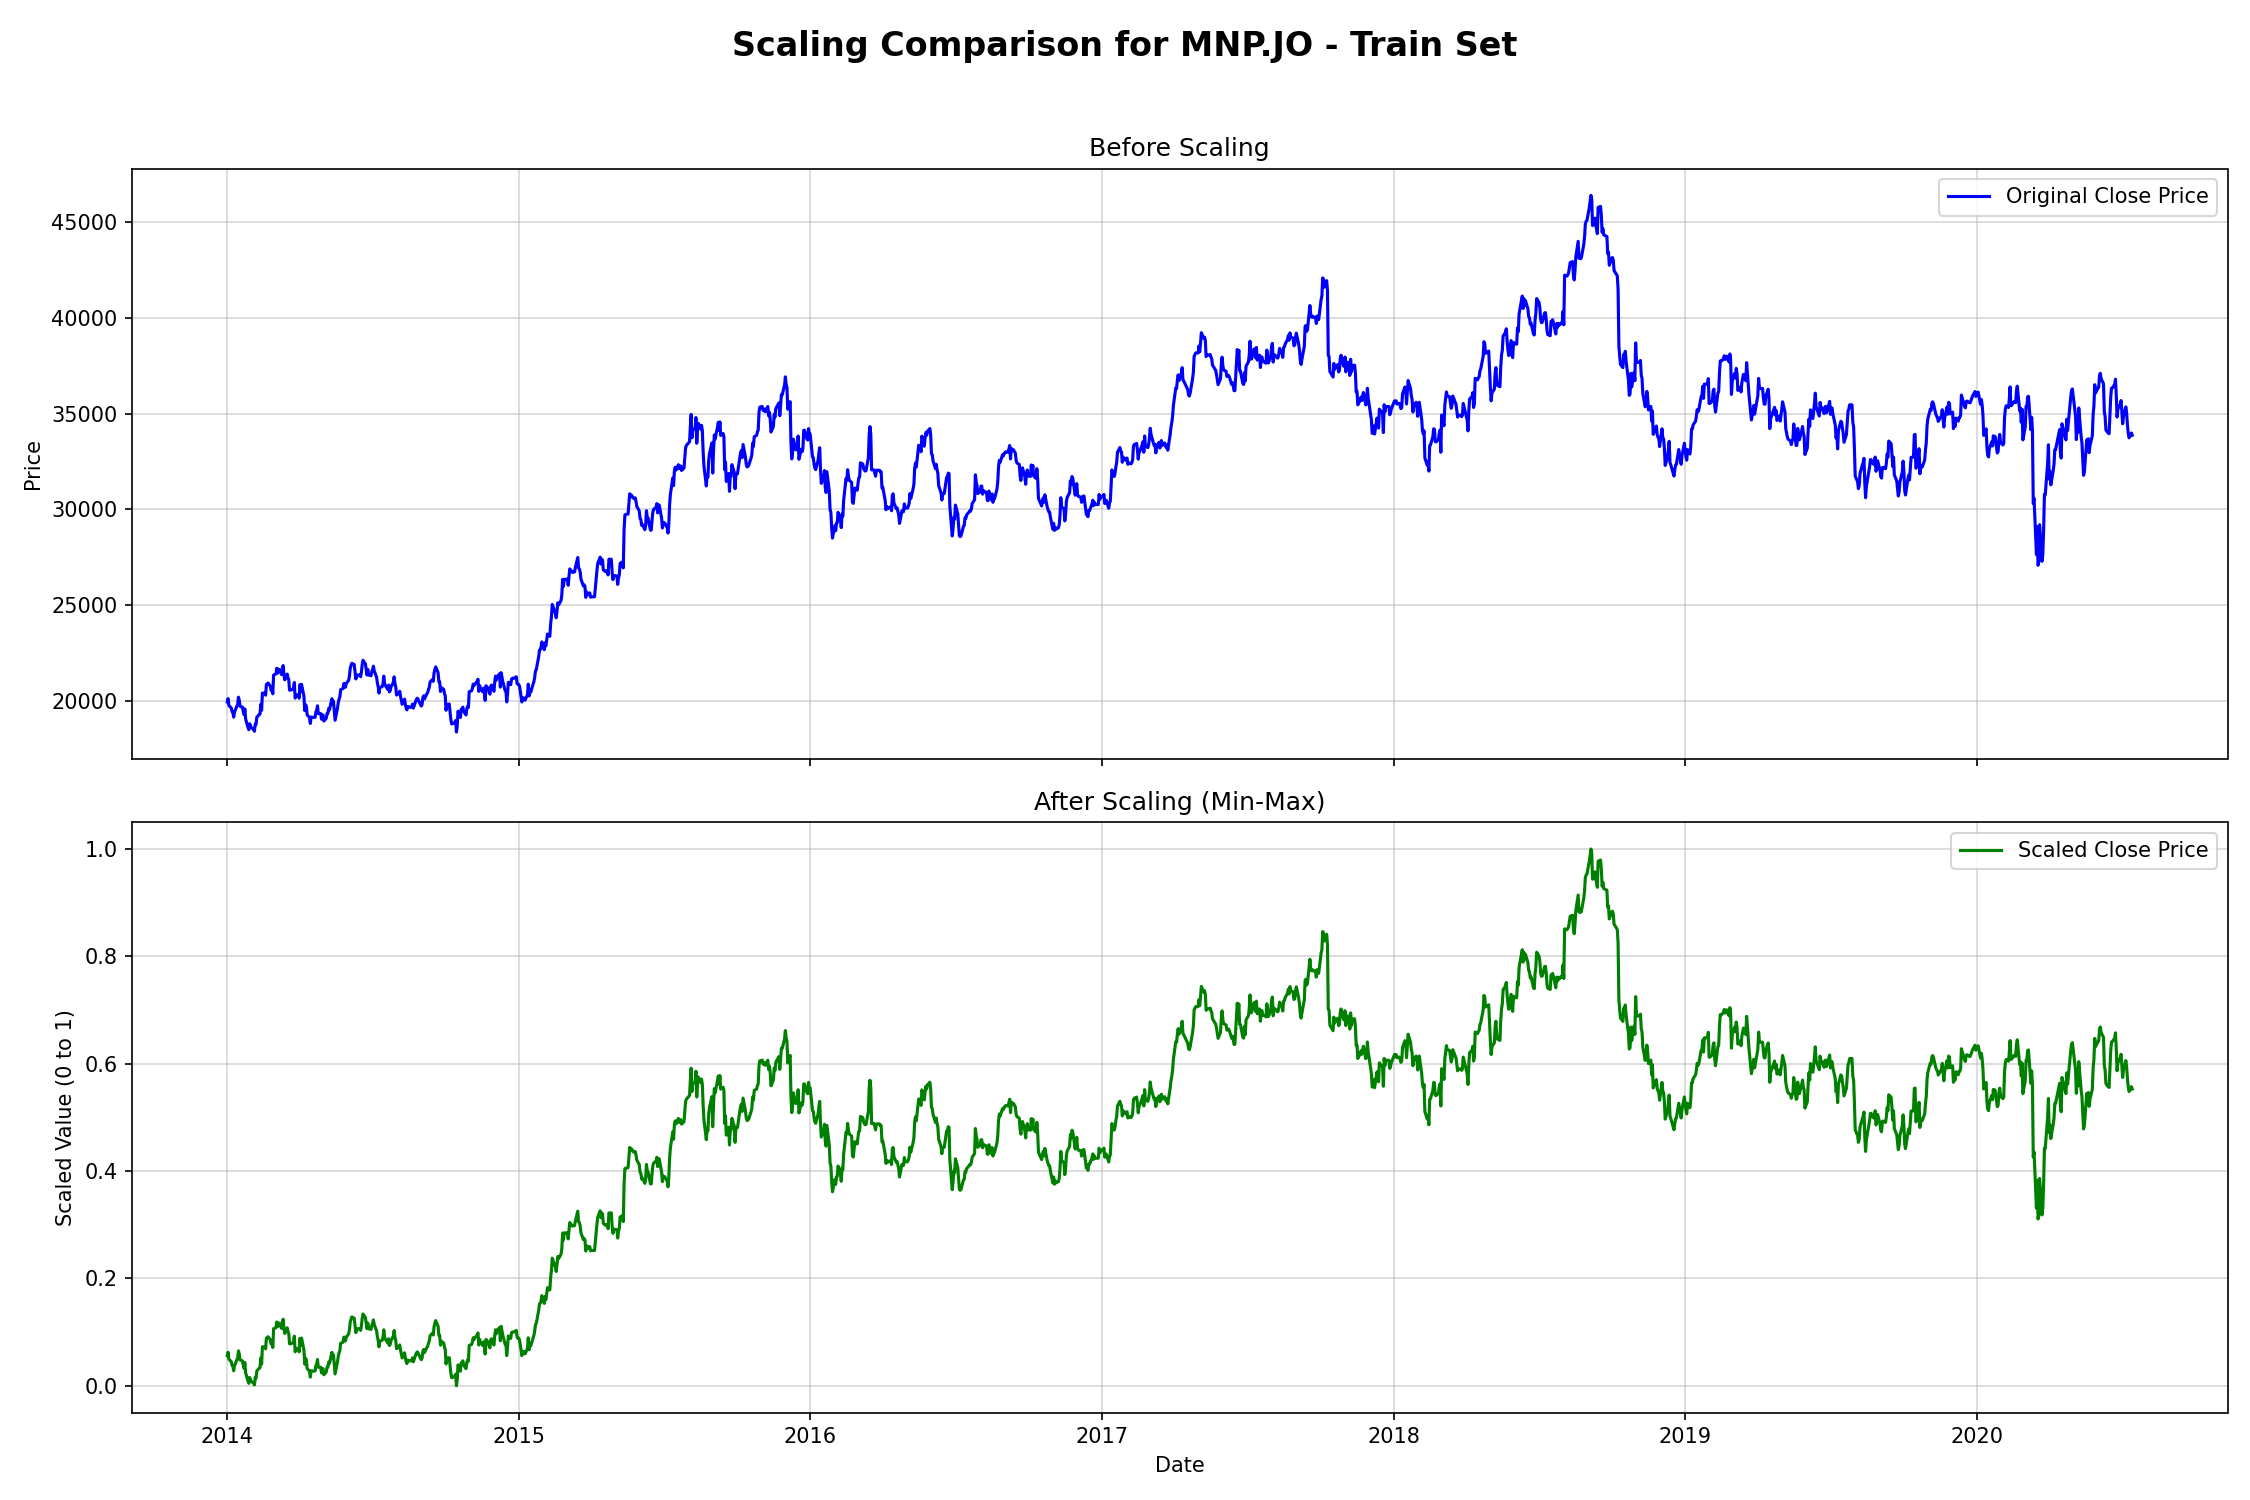 Scaling Comparison for MNP.JO - Train Set
Before Scaling
Original Close Price
45000
40000
35000
30000
25000
20000
Price
After Scaling (Min-Max)
Scaled Close Price
1.0
0.8
0.6
0.4
0.2
0.0
Scaled Value (0 to 1)
2014 2015 2016 2017 2018 2019 2020
Date